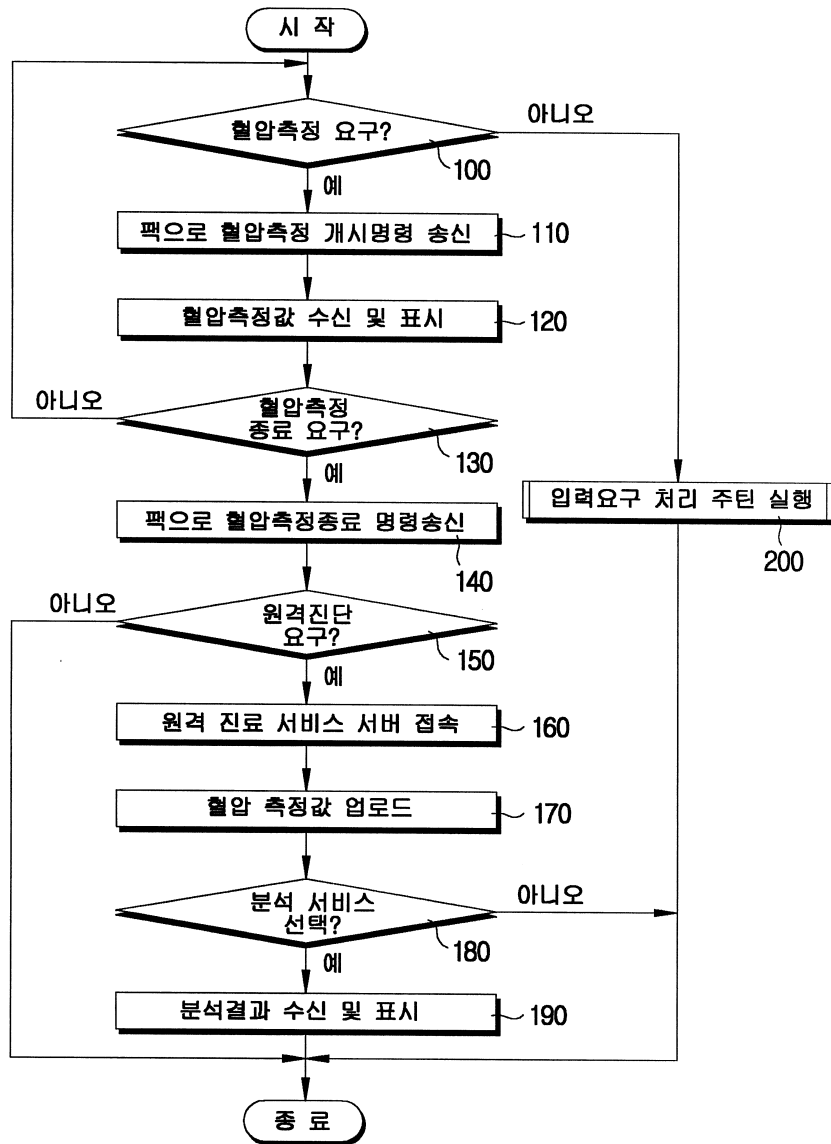 시 작
혈압측정 요구?
아니오
100
예
팩으로 혈압측정 개시명령 송신
110
혈압측정값 수신 및 표시
120
아니오
혈압측정
종료 요구?
130
예
입력요구 처리 주틴 실행
200
팩으로 혈압측정종료 명령송신
140
아니오
원격진단
요구?
150
예
원격 진료 서비스 서버 접속
160
혈압 측정값 업로드
170
분석 서비스
선택?
아니오
180
예
분석결과 수신 및 표시
190
종 료